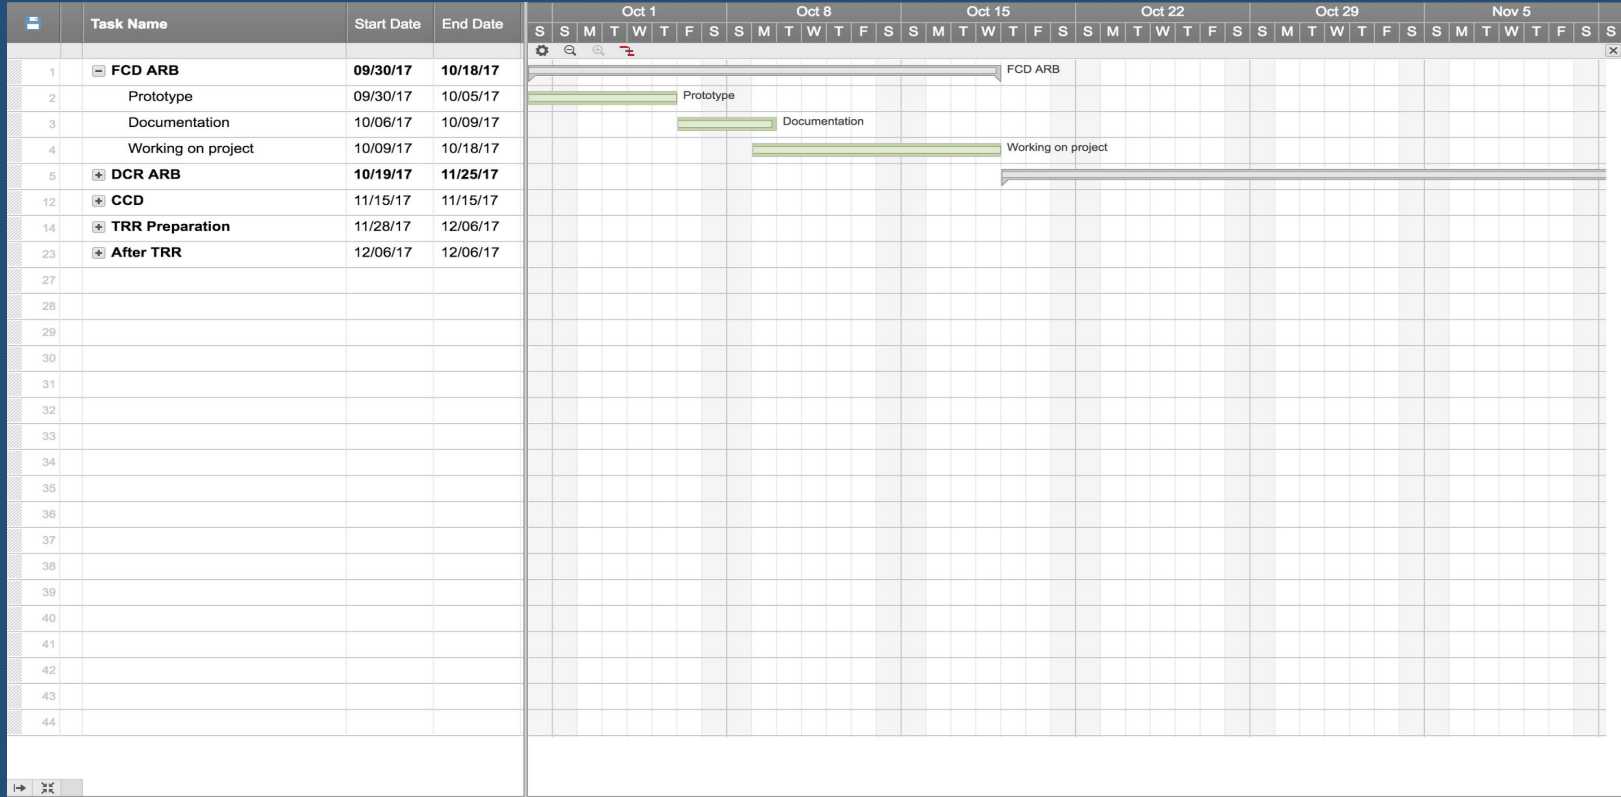 Oct 1 Oct 8 Oct 15 Oct 22 Oct 29 Nov 5
Task Name Start Date End Date
S S M T W T F S S M T W T F S S M T W T F S S M T W T F S S M T W T F S S M T W T F S S
1 FCD ARB 09/30/17 10/18/17 FCD ARB
2 Prototype 09/30/17 10/05/17 Prototype
3 Documentation 10/06/17 10/09/17 Documentation
4 Working on project 10/09/17 10/18/17 Working on project
5 DCR ARB 10/19/17 11/25/17
12 CCD 11/15/17 11/15/17
14 TRR Preparation 11/28/17 12/06/17
23 After TRR 12/06/17 12/06/17
27
28
29
30
31
32
33
34
35
36
37
38
39
40
41
42
43
44